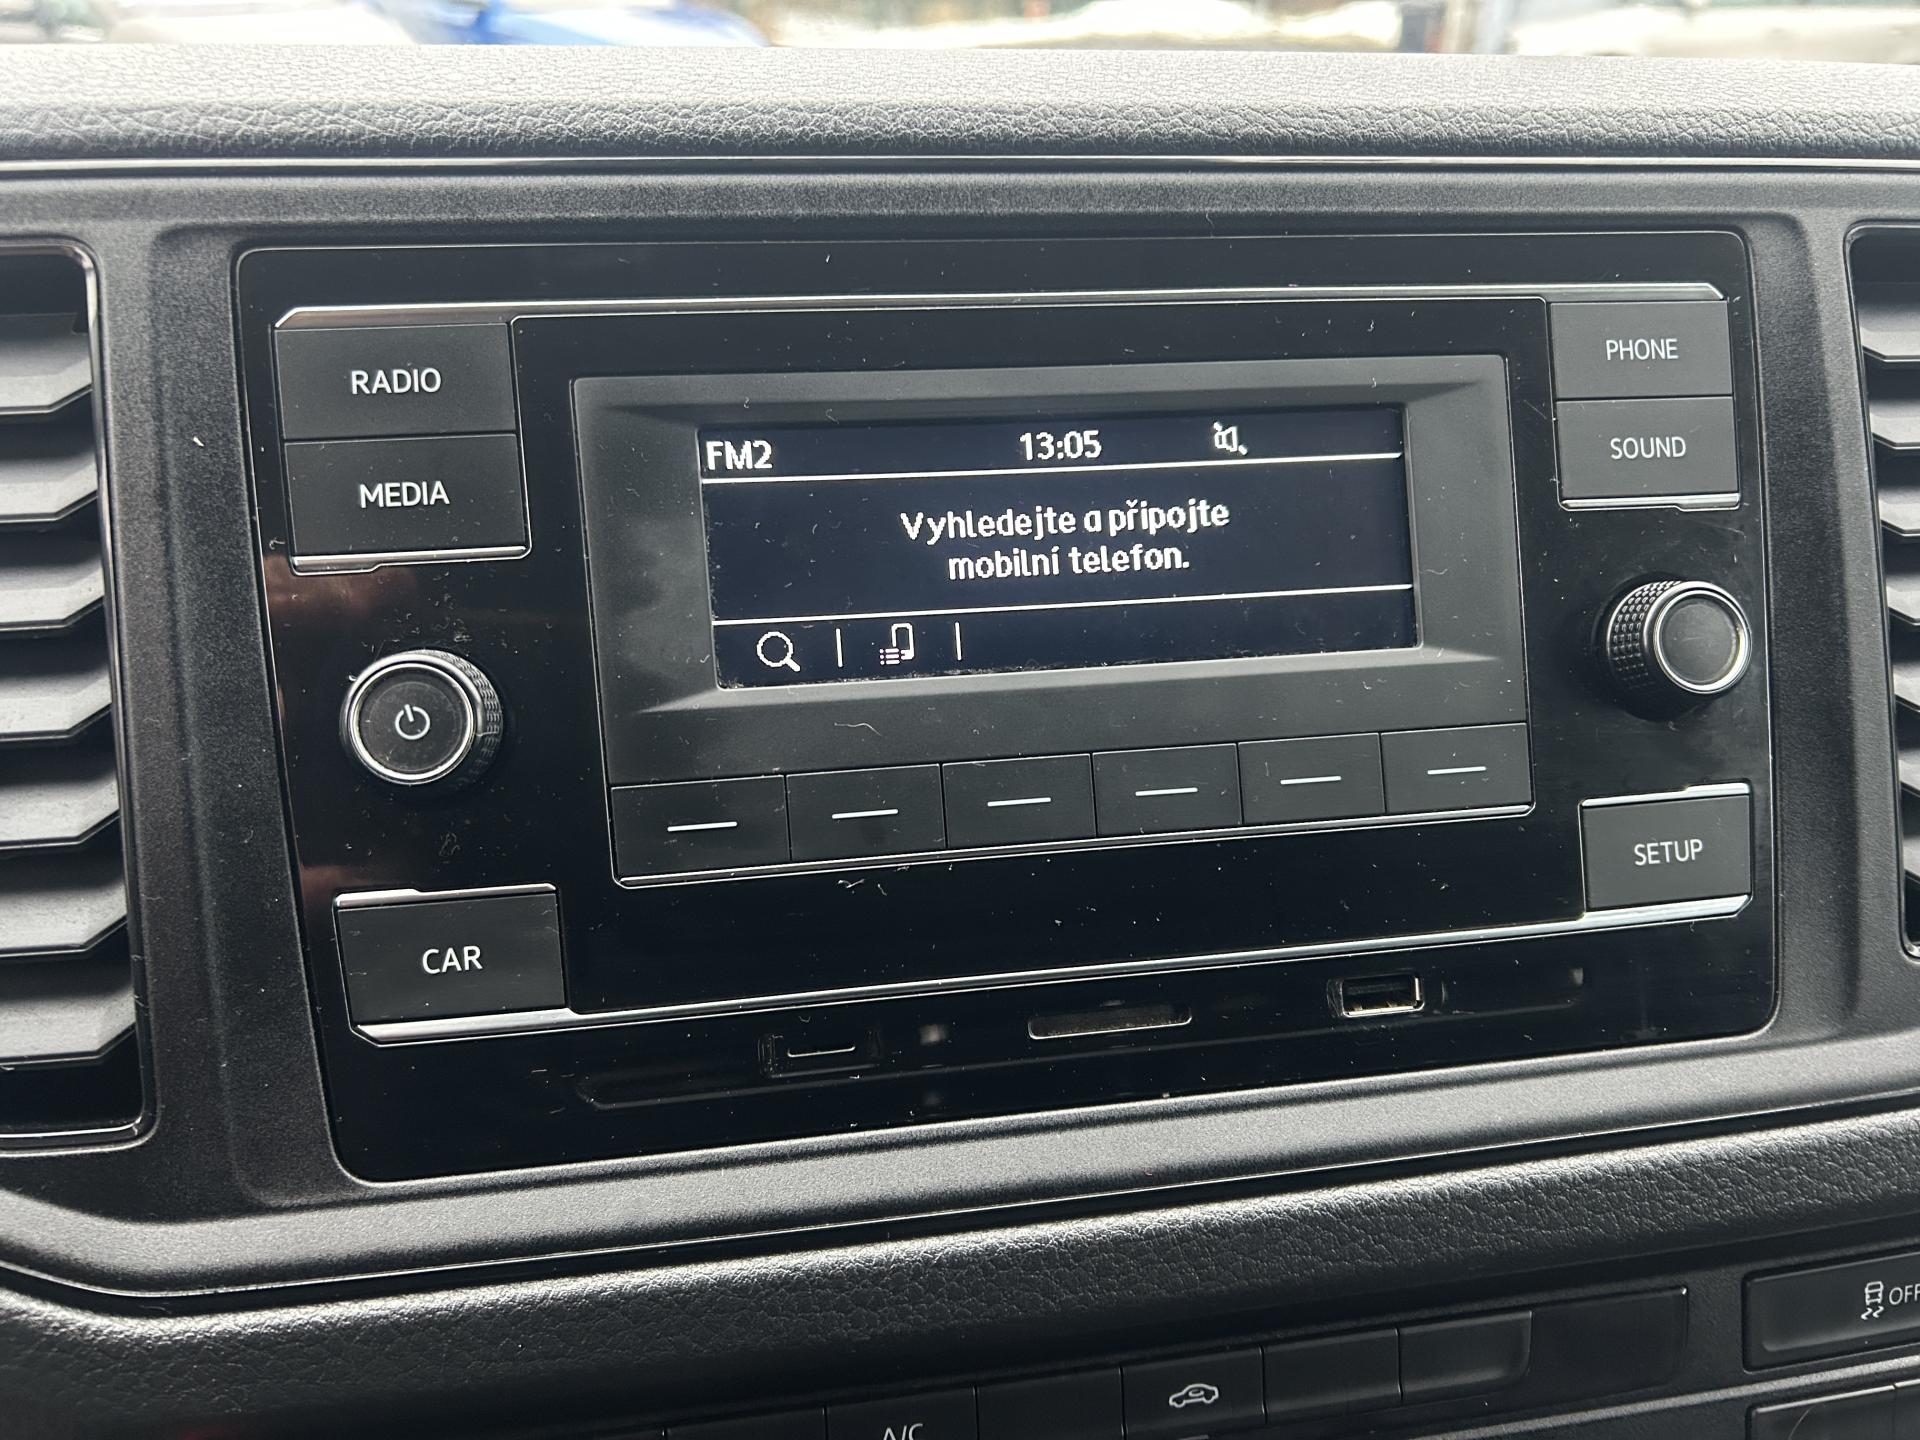 RADIO
MEDIA
FM2 13:05
Vyhledejte a připojte
mobilní telefon.
PHONE
SOUND
CAR
SETUP
OFF
A/C